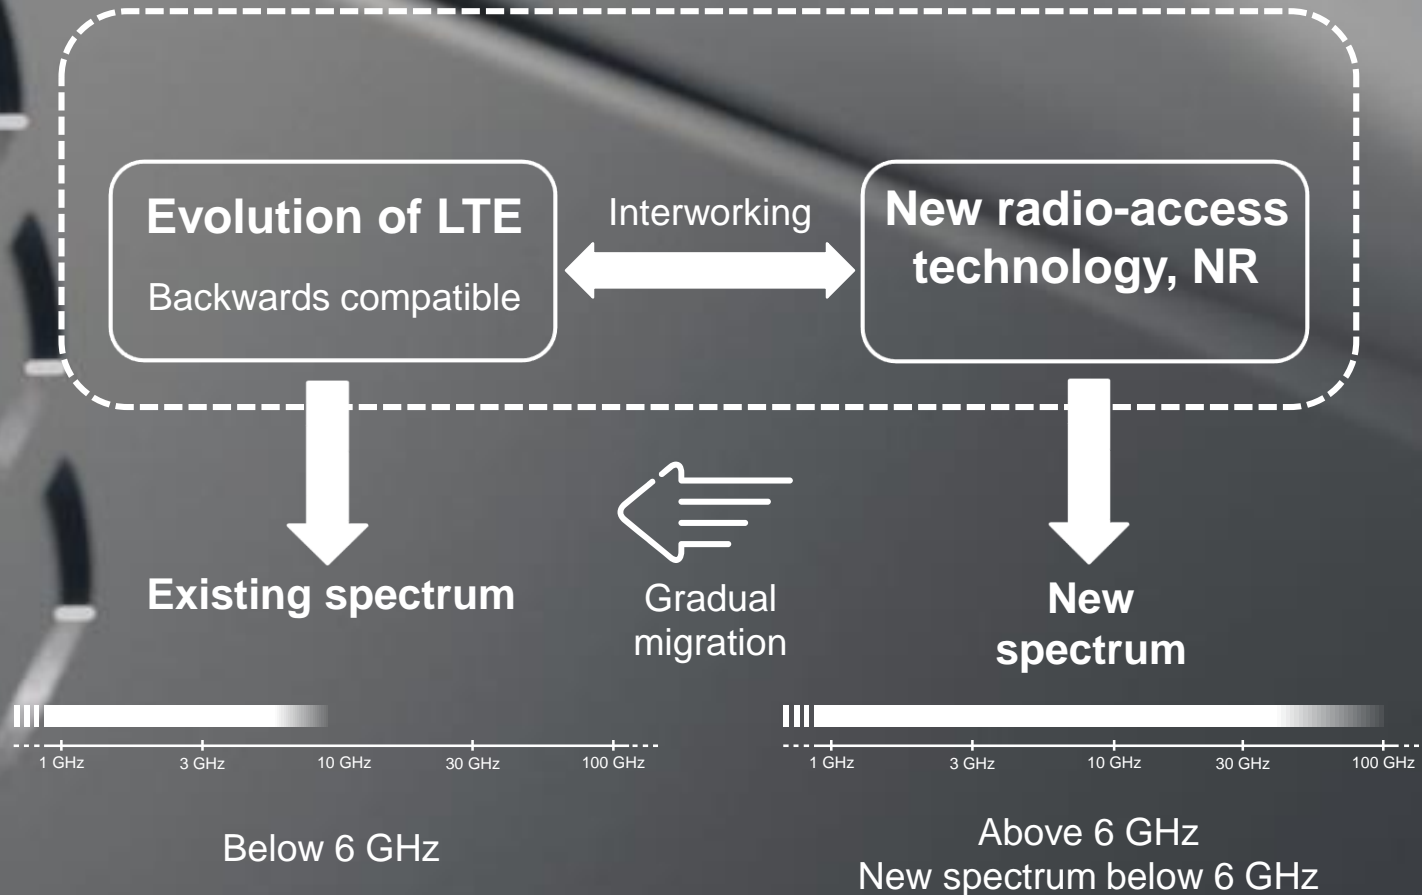 Evolution of LTE
Backwards compatible
Interworking
New radio-access
technology, NR
Existing spectrum
Gradual
migration
New
spectrum
1 GHz
3 GHz
10 GHz
30 GHz
100 GHz
1 GHz
3 GHz
10 GHz
30 GHz
100 GHz
Below 6 GHz
Above 6 GHz
New spectrum below 6 GHz